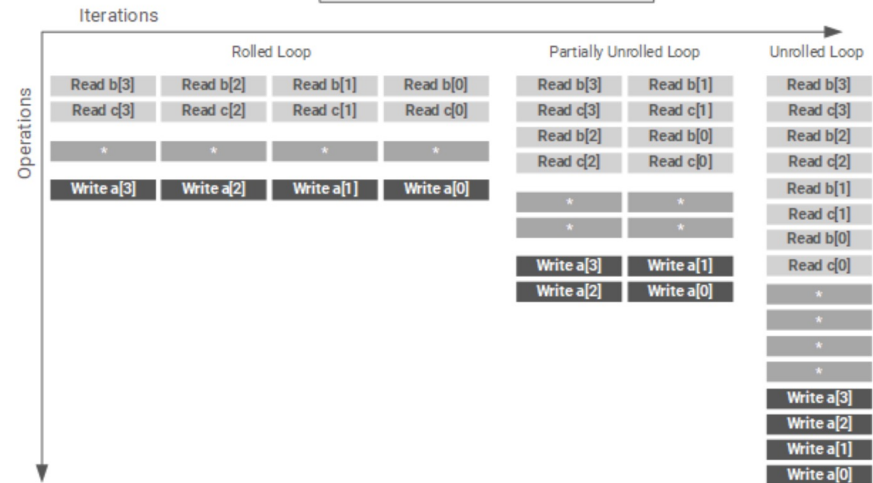 Iterations
Operations
Rolled Loop Partially Unrolled Loop Unrolled Loop
Read b[3] Read b[2] Read b[1] Read b[0] Read b[3] Read b[1] Read b[3]
Read c[3] Read c[2] Read c[1] Read c[0] Read c[3] Read c[1] Read c[3]
Read b[2] Read b[0] Read b[2]
* * * * Read c[2] Read c[0] Read c[2]
Write a[3] Write a[2] Write a[1] Write a[0] Read b[1]
* * Read c[1]
* * Read b[0]
Write a[3] Write a[1] Read c[0]
Write a[2] Write a[0] *
*
*
*
Write a[3]
Write a[2]
Write a[1]
Write a[0]